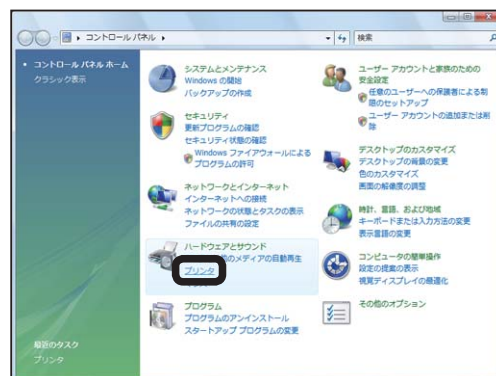 コントロール パネル
検索
コントロール パネル ホーム
クラシック表示
最近のタスク
プリンタ
システムとメンテナンス
Windows の開始
バックアップの作成
セキュリティ
更新プログラムの確認
セキュリティ状態の確認
Windows ファイアウォールによる
プログラムの許可
ネットワークとインターネット
インターネットへの接続
ネットワークの状態とタスクの表示
ファイルの共有の設定
ハードウェアとサウンド
のメディアの自動再生
プリンタ
プログラム
プログラムのアンインストール
スタートアップ プログラムの変更
ユーザー アカウントと家族のための
安全設定
任意のユーザーへの保護者による制
限のセットアップ
ユーザー アカウントの追加または削
除
デスクトップのカスタマイズ
デスクトップの背景の変更
色のカスタマイズ
画面の解像度の調整
時計、言語、および地域
キーボードまたは入力方法の変更
表示言語の変更
コンピュータの簡単操作
設定の提案の表示
視覚ディスプレイの最適化
その他のオプション